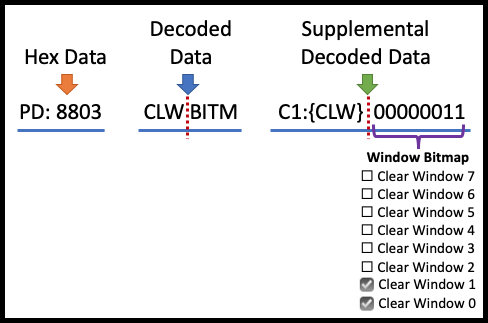 Hex Data
Decoded
Data
Supplemental
Decoded Data
PD: 8803
CLW BITM
C1:{CLW} 00000011
Window Bitmap
Clear Window 7
Clear Window 6
Clear Window 5
Clear Window 4
Clear Window 3
Clear Window 2
Clear Window 1
Clear Window 0